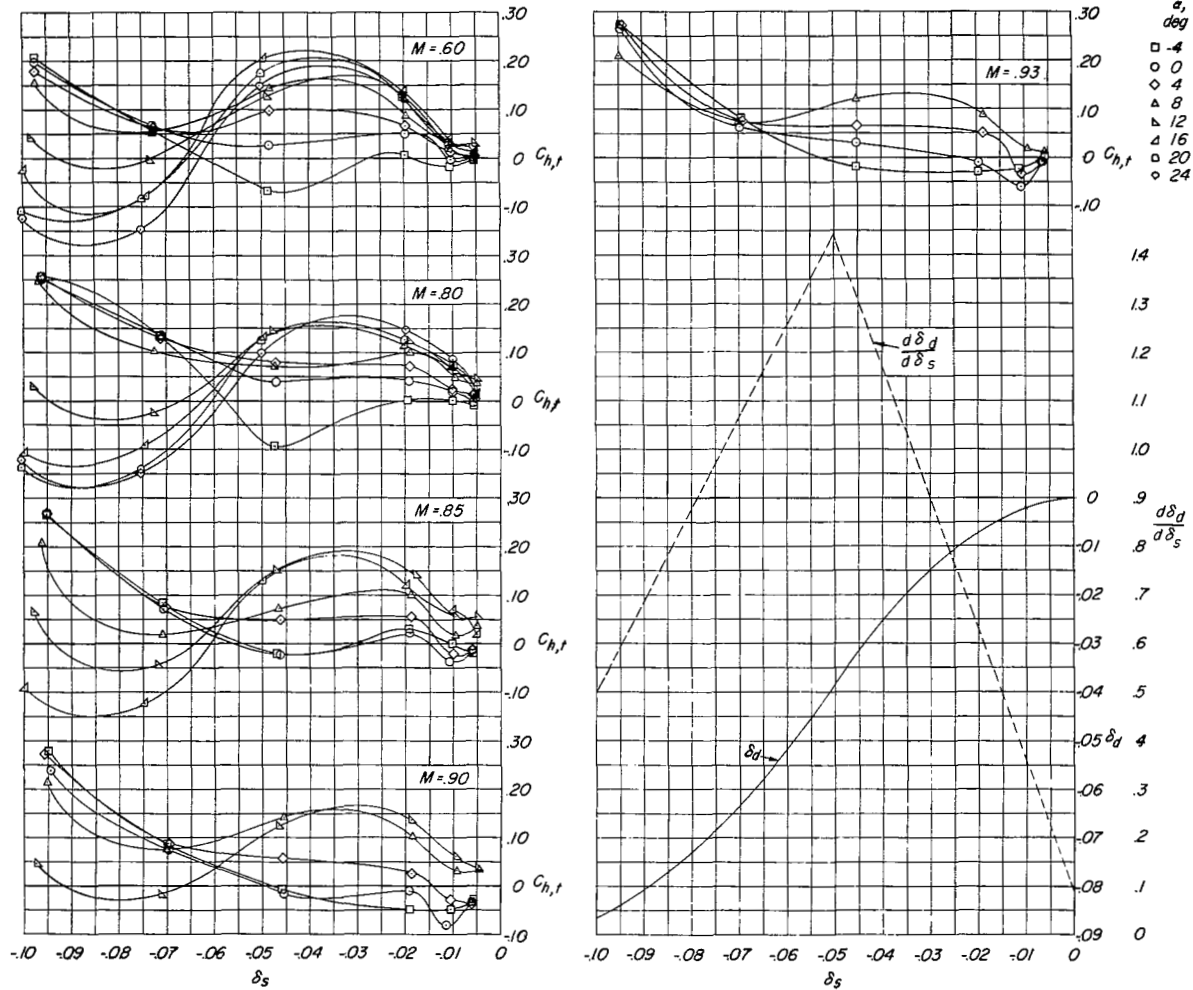 M = .60
.30
.20
.10
0 C_h,t
-.10
M = .80
.30
.20
.10
0 C_h,t
-.10
M = .85
.30
.20
.10
0 C_h,t
-.10
M = .90
.30
.20
.10
0 C_h,t
-.10
-.10 -.09 -.08 -.07 -.06 -.05 -.04 -.03 -.02 -.01 0
δ_s
M = .93
.30
.20
.10
0 C_h,t
-.10
α,
deg
-4
0
4
8
12
16
20
24
dδ_d
dδ_s
1.4
1.3
1.2
1.1
1.0
0 .9
-.01 .8
-.02 .7
-.03 .6
-.04 .5
-.05 δ_d 4
-.06 .3
-.07 .2
-.08 .1
-.09 0
dδ_d
dδ_s
δ_d
-.10 -.09 -.08 -.07 -.06 -.05 -.04 -.03 -.02 -.01 0
δ_s